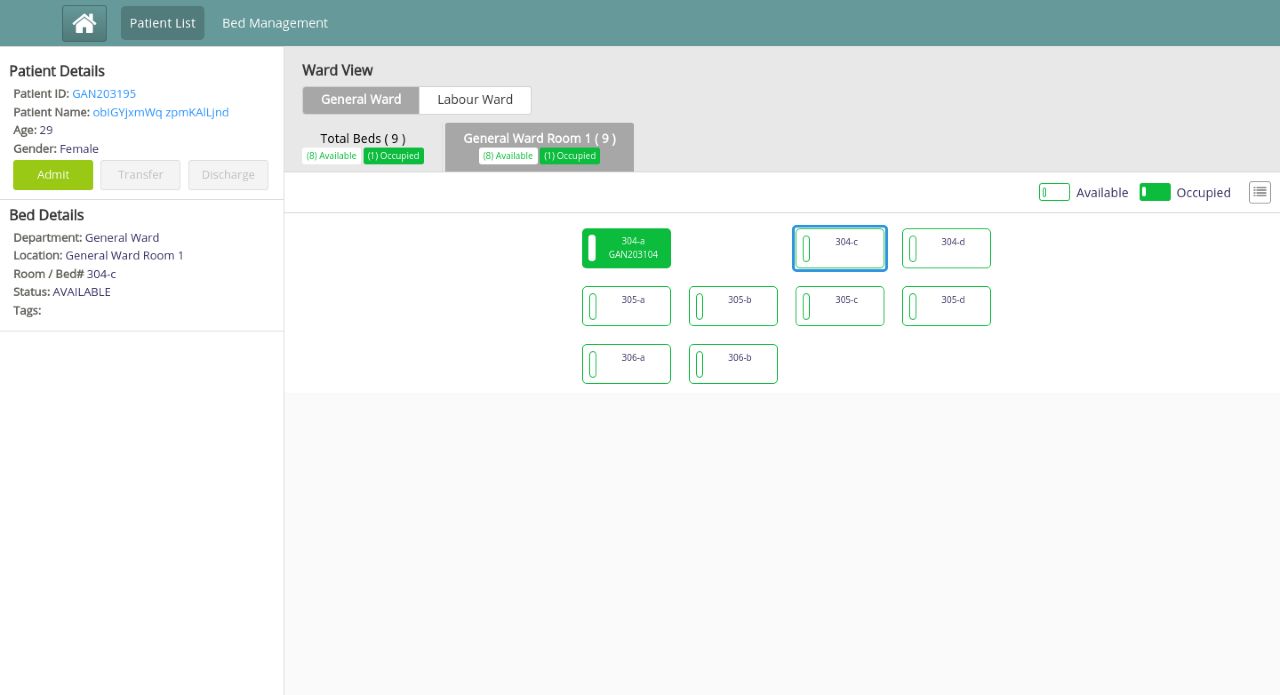 Patient List
Bed Management
Patient Details
Patient ID: GAN203195
Patient Name: obIGYjxmWq zpmKAlLjnd
Age: 29
Gender: Female
Admit
Transfer
Discharge
Bed Details
Department: General Ward
Location: General Ward Room 1
Room / Bed# 304-c
Status: AVAILABLE
Tags:
Ward View
General Ward
Labour Ward
Total Beds ( 9 )
(8) Available
(1) Occupied
General Ward Room 1 ( 9 )
(8) Available
(1) Occupied
Available
Occupied
304-a
GAN203104
304-c
304-d
305-a
305-b
305-c
305-d
306-a
306-b